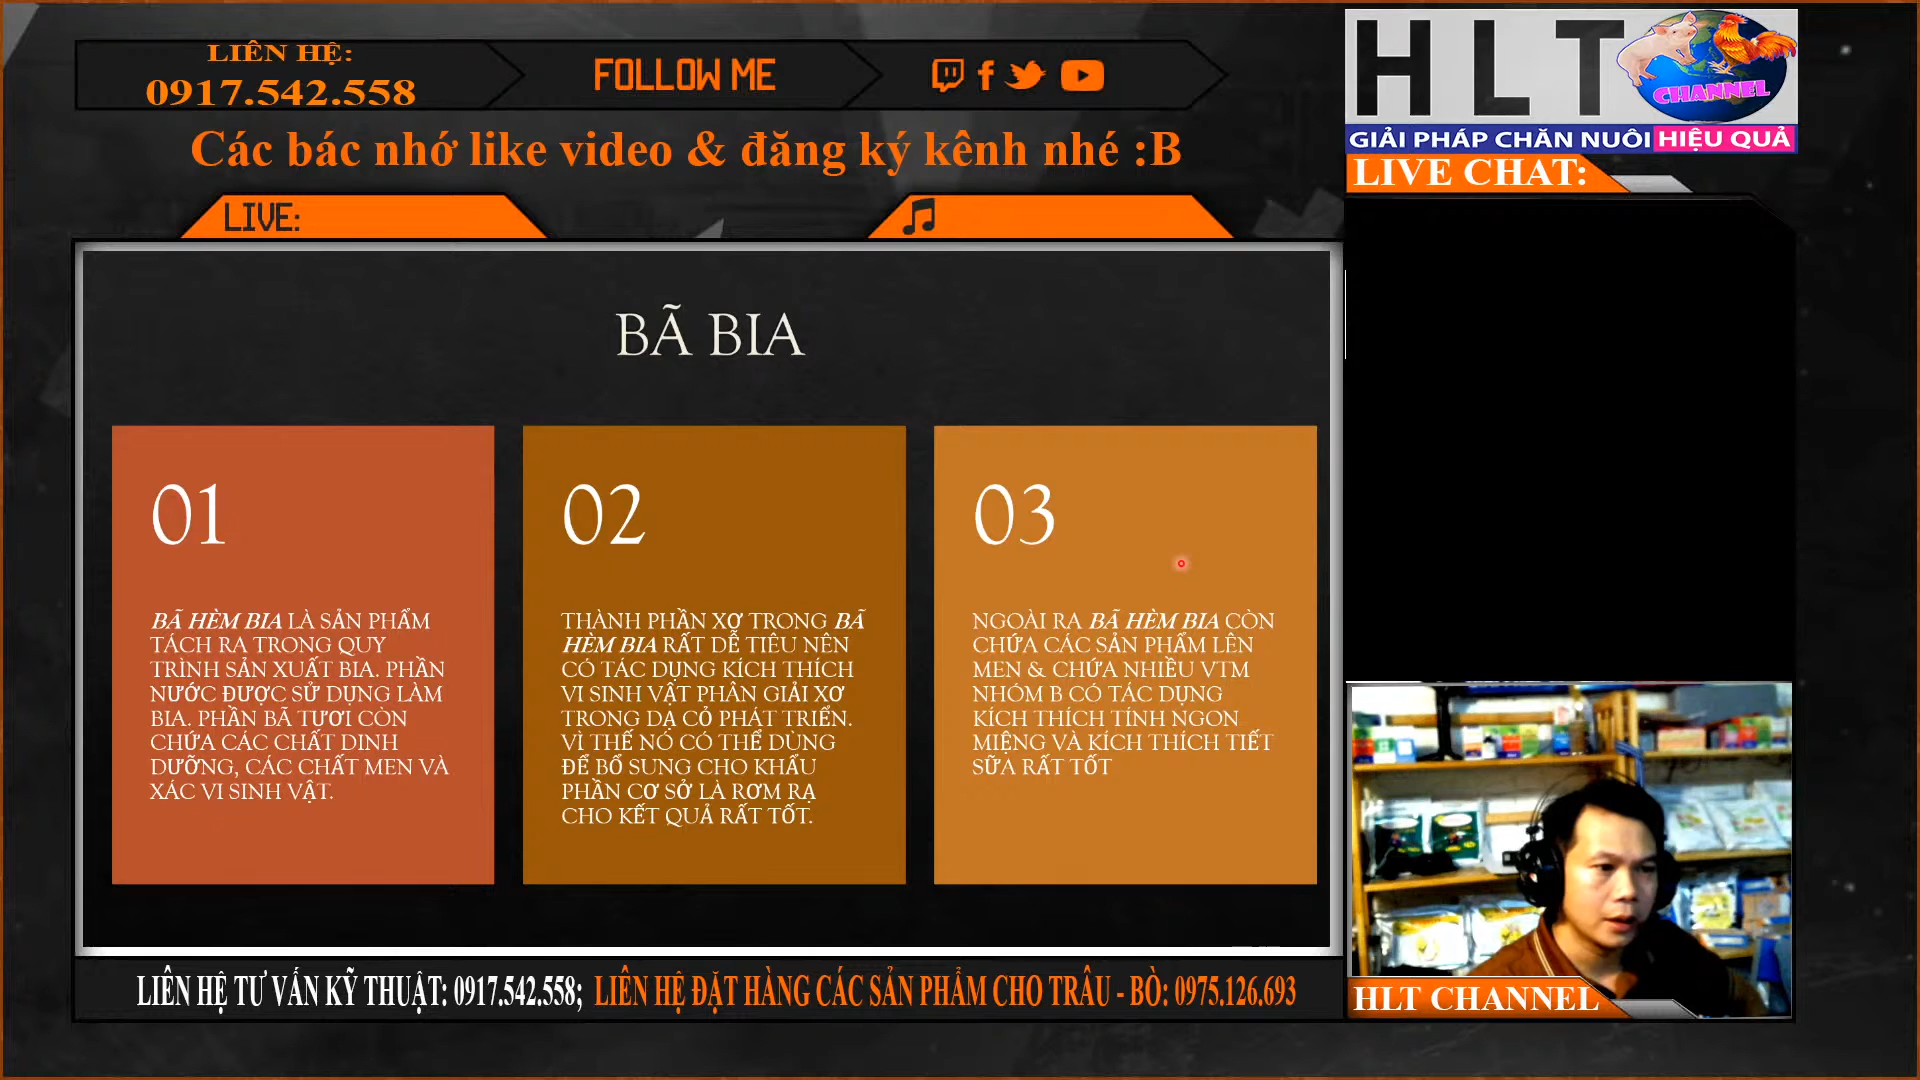 LIÊN HỆ:
0917.542.558
FOLLOW ME
Các bác nhớ like video & đăng ký kênh nhé :B
HLT
CHANNEL
GIẢI PHÁP CHĂN NUÔI HIỆU QUẢ
LIVE CHAT:
LIVE:
BÃ BIA
01
BÃ HÈM BIA LÀ SẢN PHẨM
TÁCH RA TRONG QUY
TRÌNH SẢN XUẤT BIA. PHẦN
NƯỚC ĐƯỢC SỬ DỤNG LÀM
BIA. PHẦN BÃ TƯƠI CÒN
CHỨA CÁC CHẤT DINH
DƯỠNG, CÁC CHẤT MEN VÀ
XÁC VI SINH VẬT.
02
THÀNH PHẦN XƠ TRONG BÃ
HÈM BIA RẤT DỄ TIÊU NÊN
CÓ TÁC DỤNG KÍCH THÍCH
VI SINH VẬT PHÂN GIẢI XƠ
TRONG DẠ CỎ PHÁT TRIỂN.
VÌ THẾ NÓ CÓ THỂ DÙNG
ĐỂ BỔ SUNG CHO KHẨU
PHẦN CƠ SỞ LÀ RƠM RẠ
CHO KẾT QUẢ RẤT TỐT.
03
NGOÀI RA BÃ HÈM BIA CÒN
CHỨA CÁC SẢN PHẨM LÊN
MEN & CHỨA NHIỀU VTM
NHÓM B CÓ TÁC DỤNG
KÍCH THÍCH TÍNH NGON
MIỆNG VÀ KÍCH THÍCH TIẾT
SỮA RẤT TỐT
LIÊN HỆ TƯ VẤN KỸ THUẬT: 0917.542.558; LIÊN HỆ ĐẶT HÀNG CÁC SẢN PHẨM CHO TRÂU - BÒ: 0975.126.693
HLT CHANNEL